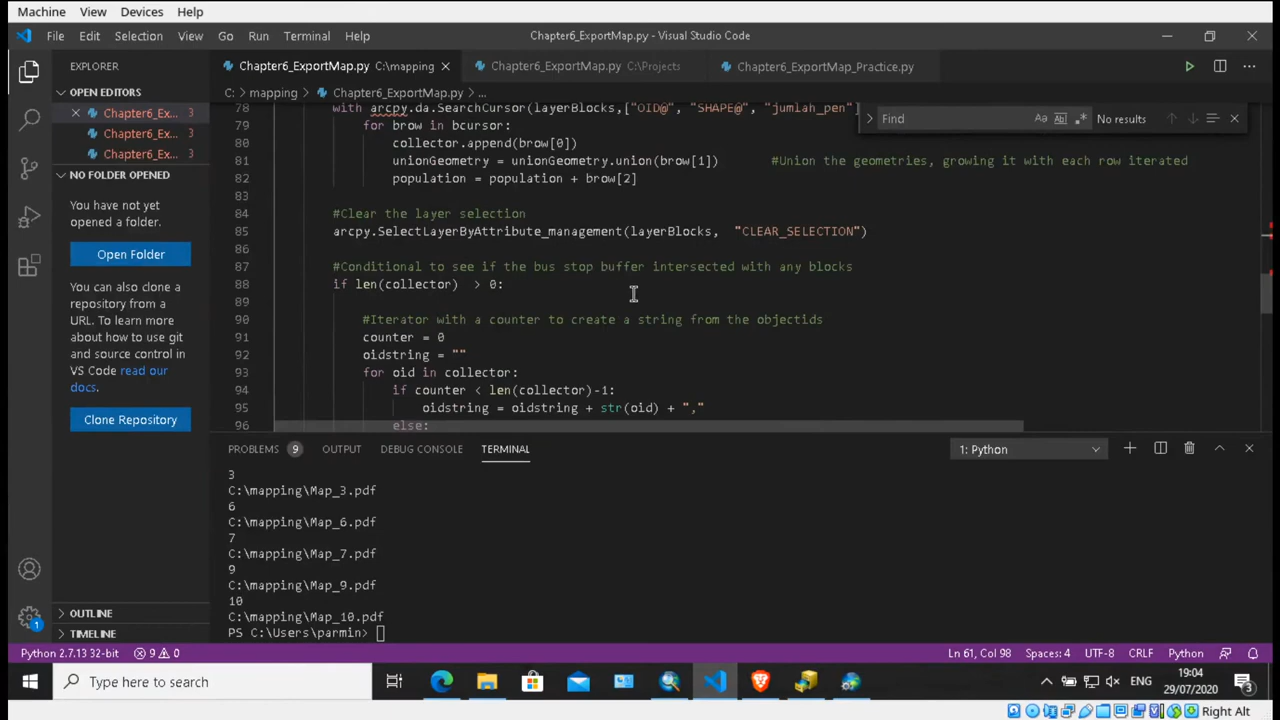 Machine View Devices Help
File Edit Selection View Go Run Terminal Help Chapter6_ExportMap.py - Visual Studio Code
EXPLORER Chapter6_ExportMap.py C:\mapping Chapter6_ExportMap.py C:\Projects Chapter6_ExportMap_Practice.py
OPEN EDITORS
Chapter6_Ex... 3
Chapter6_Ex... 3
Chapter6_Ex... 3
NO FOLDER OPENED
You have not yet
opened a folder.
Open Folder
You can also clone a
repository from a
URL. To learn more
about how to use git
and source control in
VS Code read our
docs.
Clone Repository
OUTLINE
TIMELINE
C: > mapping > Chapter6_ExportMap.py > ...
Find Aa Abl No results
78 with arcpy.da.SearchCursor(layerBlocks,["OID@", "SHAPE@", "jumlah_pen"]
79 for brow in bcursor:
80 collector.append(brow[0])
81 unionGeometry = unionGeometry.union(brow[1]) #Union the geometries, growing it with each row iterated
82 population = population + brow[2]
83
84 #Clear the layer selection
85 arcpy.SelectLayerByAttribute_management(layerBlocks, "CLEAR_SELECTION")
86
87 #Conditional to see if the bus stop buffer intersected with any blocks
88 if len(collector) > 0:
89
90 #Iterator with a counter to create a string from the objectids
91 counter = 0
92 oidstring = ""
93 for oid in collector:
94 if counter < len(collector)-1:
95 oidstring = oidstring + str(oid) + ","
96 else:
PROBLEMS 9 OUTPUT DEBUG CONSOLE TERMINAL 1: Python
3
C:\mapping\Map_3.pdf
6
C:\mapping\Map_6.pdf
7
C:\mapping\Map_7.pdf
9
C:\mapping\Map_9.pdf
10
C:\mapping\Map_10.pdf
PS C:\Users\parmin>
1
Python 2.7.13 32-bit 9 0 Ln 61, Col 98 Spaces: 4 UTF-8 CRLF Python
Type here to search ENG 19:04
29/07/2020 3
Right Alt